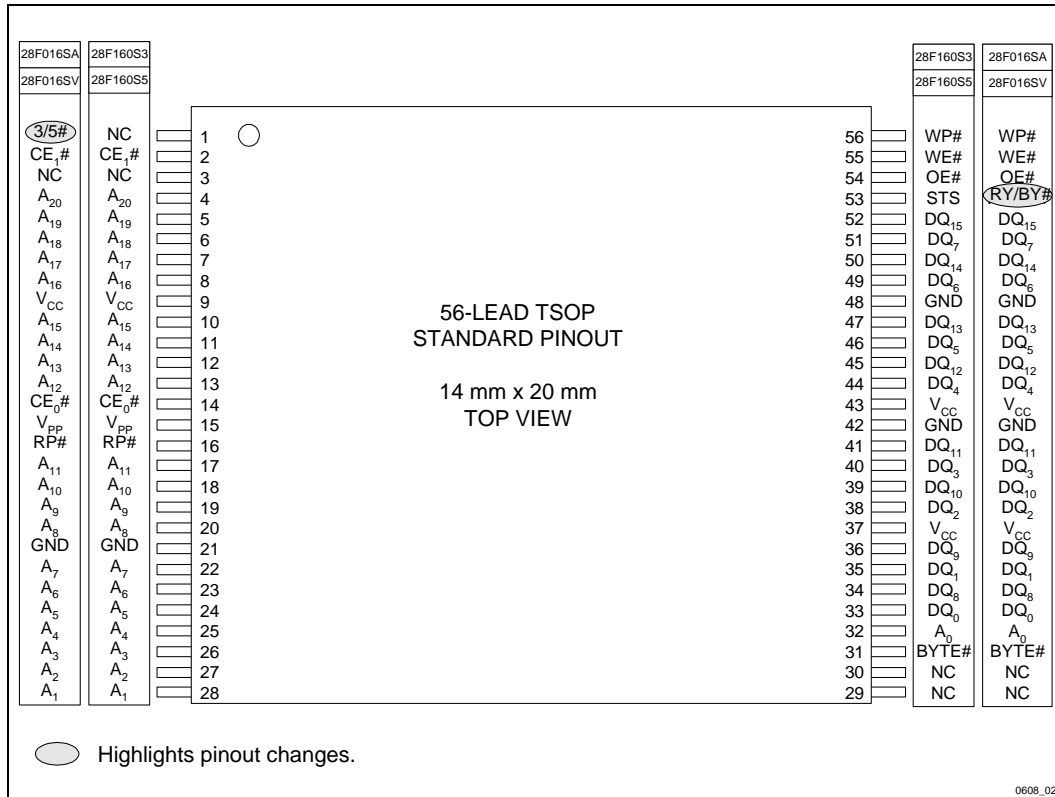 28F016SA 28F160S3 28F160S3 28F016SA
28F016SV 28F160S5 28F160S5 28F016SV
3/5# NC 1 56 WP# WP#
CE₁# CE₁# 2 55 WE# WE#
NC NC 3 54 OE# OE#
A₂₀ A₂₀ 4 53 STS RY/BY#
A₁₉ A₁₉ 5 52 DQ₁₅ DQ₁₅
A₁₈ A₁₈ 6 51 DQ₇ DQ₇
A₁₇ A₁₇ 7 50 DQ₁₄ DQ₁₄
A₁₆ A₁₆ 8 49 DQ₆ DQ₆
V_CC V_CC 9 48 GND GND
A₁₅ A₁₅ 10 47 DQ₁₃ DQ₁₃
A₁₄ A₁₄ 11 46 DQ₅ DQ₅
A₁₃ A₁₃ 12 45 DQ₁₂ DQ₁₂
A₁₂ A₁₂ 13 44 DQ₄ DQ₄
CE₀# CE₀# 14 43 V_CC V_CC
V_PP V_PP 15 42 GND GND
RP# RP# 16 41 DQ₁₁ DQ₁₁
A₁₁ A₁₁ 17 40 DQ₃ DQ₃
A₁₀ A₁₀ 18 39 DQ₁₀ DQ₁₀
A₉ A₉ 19 38 DQ₂ DQ₂
A₈ A₈ 20 37 V_CC V_CC
GND GND 21 36 DQ₉ DQ₉
A₇ A₇ 22 35 DQ₁ DQ₁
A₆ A₆ 23 34 DQ₈ DQ₈
A₅ A₅ 24 33 DQ₀ DQ₀
A₄ A₄ 25 32 A₀ A₀
A₃ A₃ 26 31 BYTE# BYTE#
A₂ A₂ 27 30 NC NC
A₁ A₁ 28 29 NC NC
56-LEAD TSOP
STANDARD PINOUT
14 mm x 20 mm
TOP VIEW
Highlights pinout changes.
0608_02